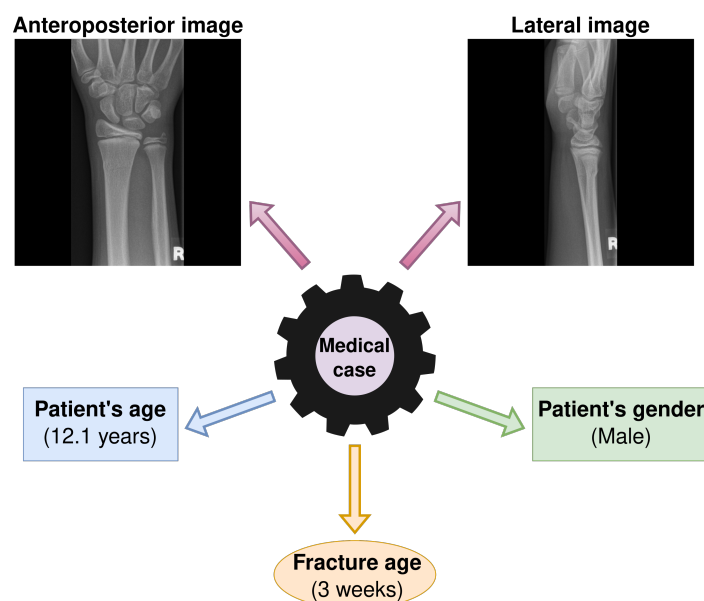 Anteroposterior image
Lateral image
R
R
Medical
case
Patient's age
(12.1 years)
Patient's gender
(Male)
Fracture age
(3 weeks)